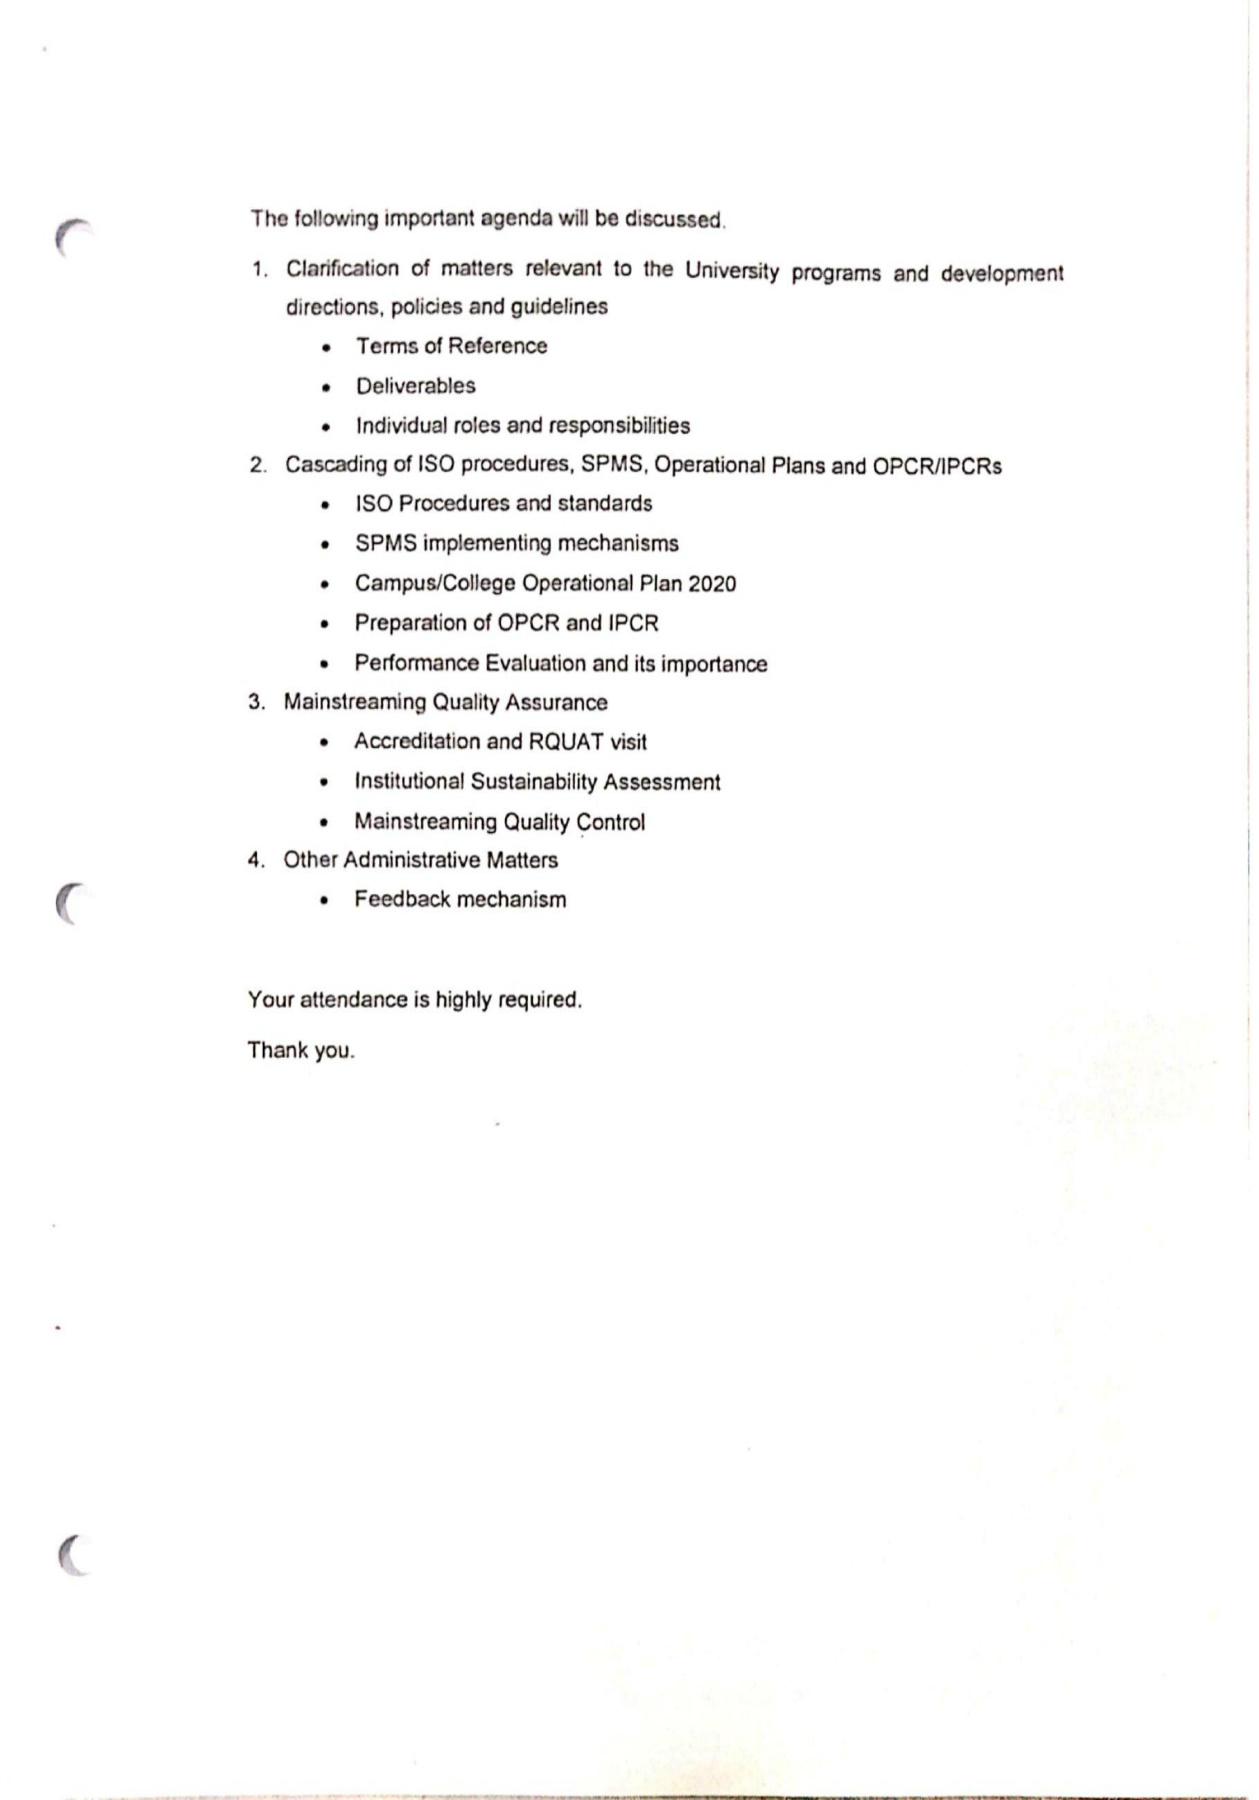 The following important agenda will be discussed.
1. Clarification of matters relevant to the University programs and development
directions, policies and guidelines
• Terms of Reference
• Deliverables
• Individual roles and responsibilities
2. Cascading of ISO procedures, SPMS, Operational Plans and OPCR/IPCRs
• ISO Procedures and standards
• SPMS implementing mechanisms
• Campus/College Operational Plan 2020
• Preparation of OPCR and IPCR
• Performance Evaluation and its importance
3. Mainstreaming Quality Assurance
• Accreditation and RQUAT visit
• Institutional Sustainability Assessment
• Mainstreaming Quality Control
4. Other Administrative Matters
• Feedback mechanism
Your attendance is highly required.
Thank you.